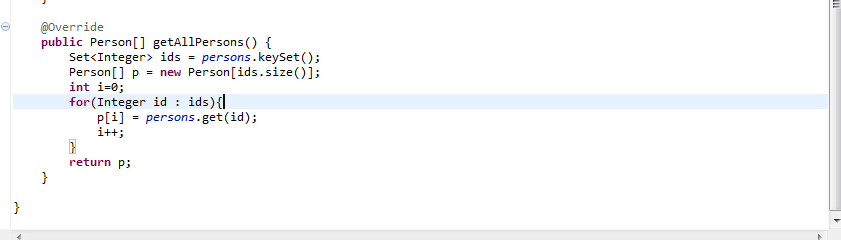 }
@Override
public Person[] getAllPersons() {
Set<Integer> ids = persons.keySet();
Person[] p = new Person[ids.size()];
int i=0;
for(Integer id : ids){
p[i] = persons.get(id);
i++;
}
return p;
}
}